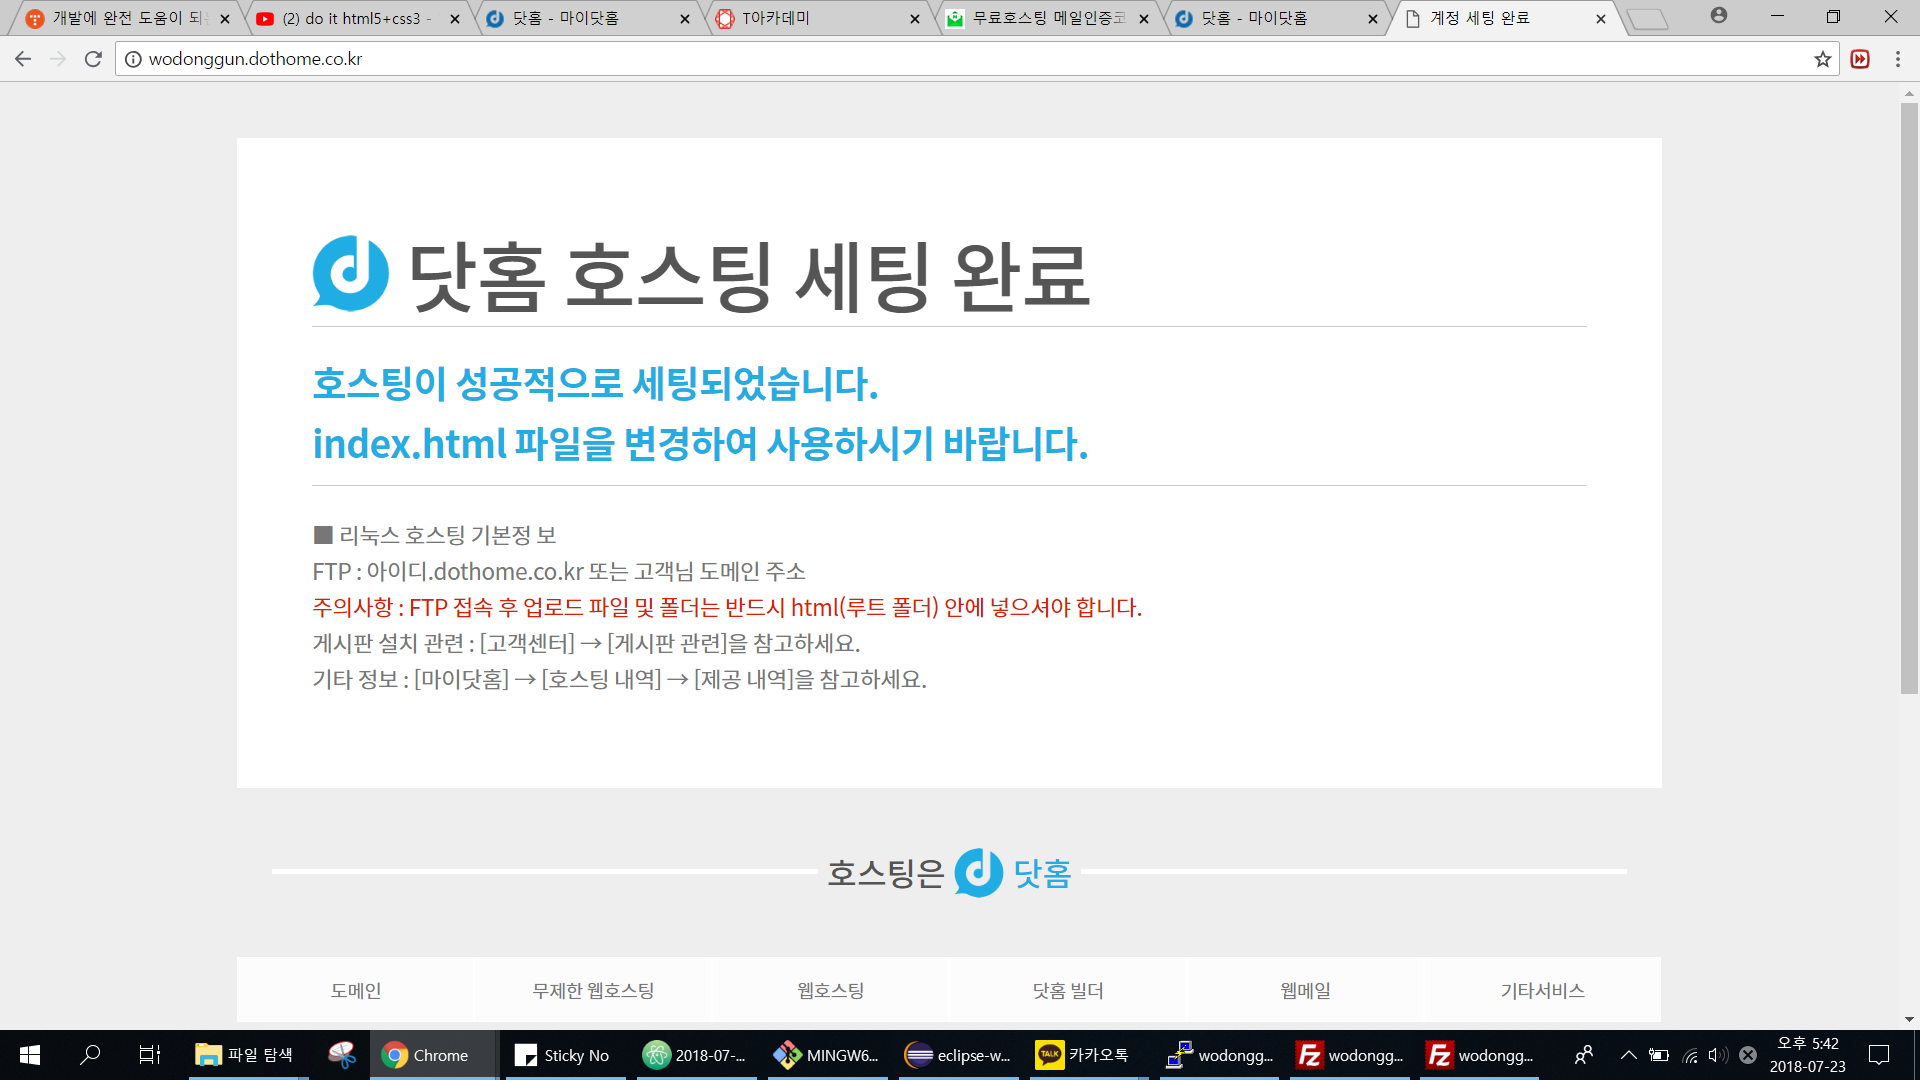 개발에 완전 도움이 되는
(2) do it html5+css3 -
닷홈 - 마이닷홈
T아카데미
무료호스팅 메일인증코
닷홈 - 마이닷홈
계정 세팅 완료
wodonggun.dothome.co.kr
닷홈 호스팅 세팅 완료
호스팅이 성공적으로 세팅되었습니다.
index.html 파일을 변경하여 사용하시기 바랍니다.
■ 리눅스 호스팅 기본정 보
FTP : 아이디.dothome.co.kr 또는 고객님 도메인 주소
주의사항 : FTP 접속 후 업로드 파일 및 폴더는 반드시 html(루트 폴더) 안에 넣으셔야 합니다.
게시판 설치 관련 : [고객센터] → [게시판 관련]을 참고하세요.
기타 정보 : [마이닷홈] → [호스팅 내역] → [제공 내역]을 참고하세요.
호스팅은 닷홈
도메인
무제한 웹호스팅
웹호스팅
닷홈 빌더
웹메일
기타서비스
파일 탐색
Chrome
Sticky No
2018-07-...
MINGW6...
eclipse-w...
TALK
카카오톡
wodongg...
wodongg...
wodongg...
오후 5:42
2018-07-23